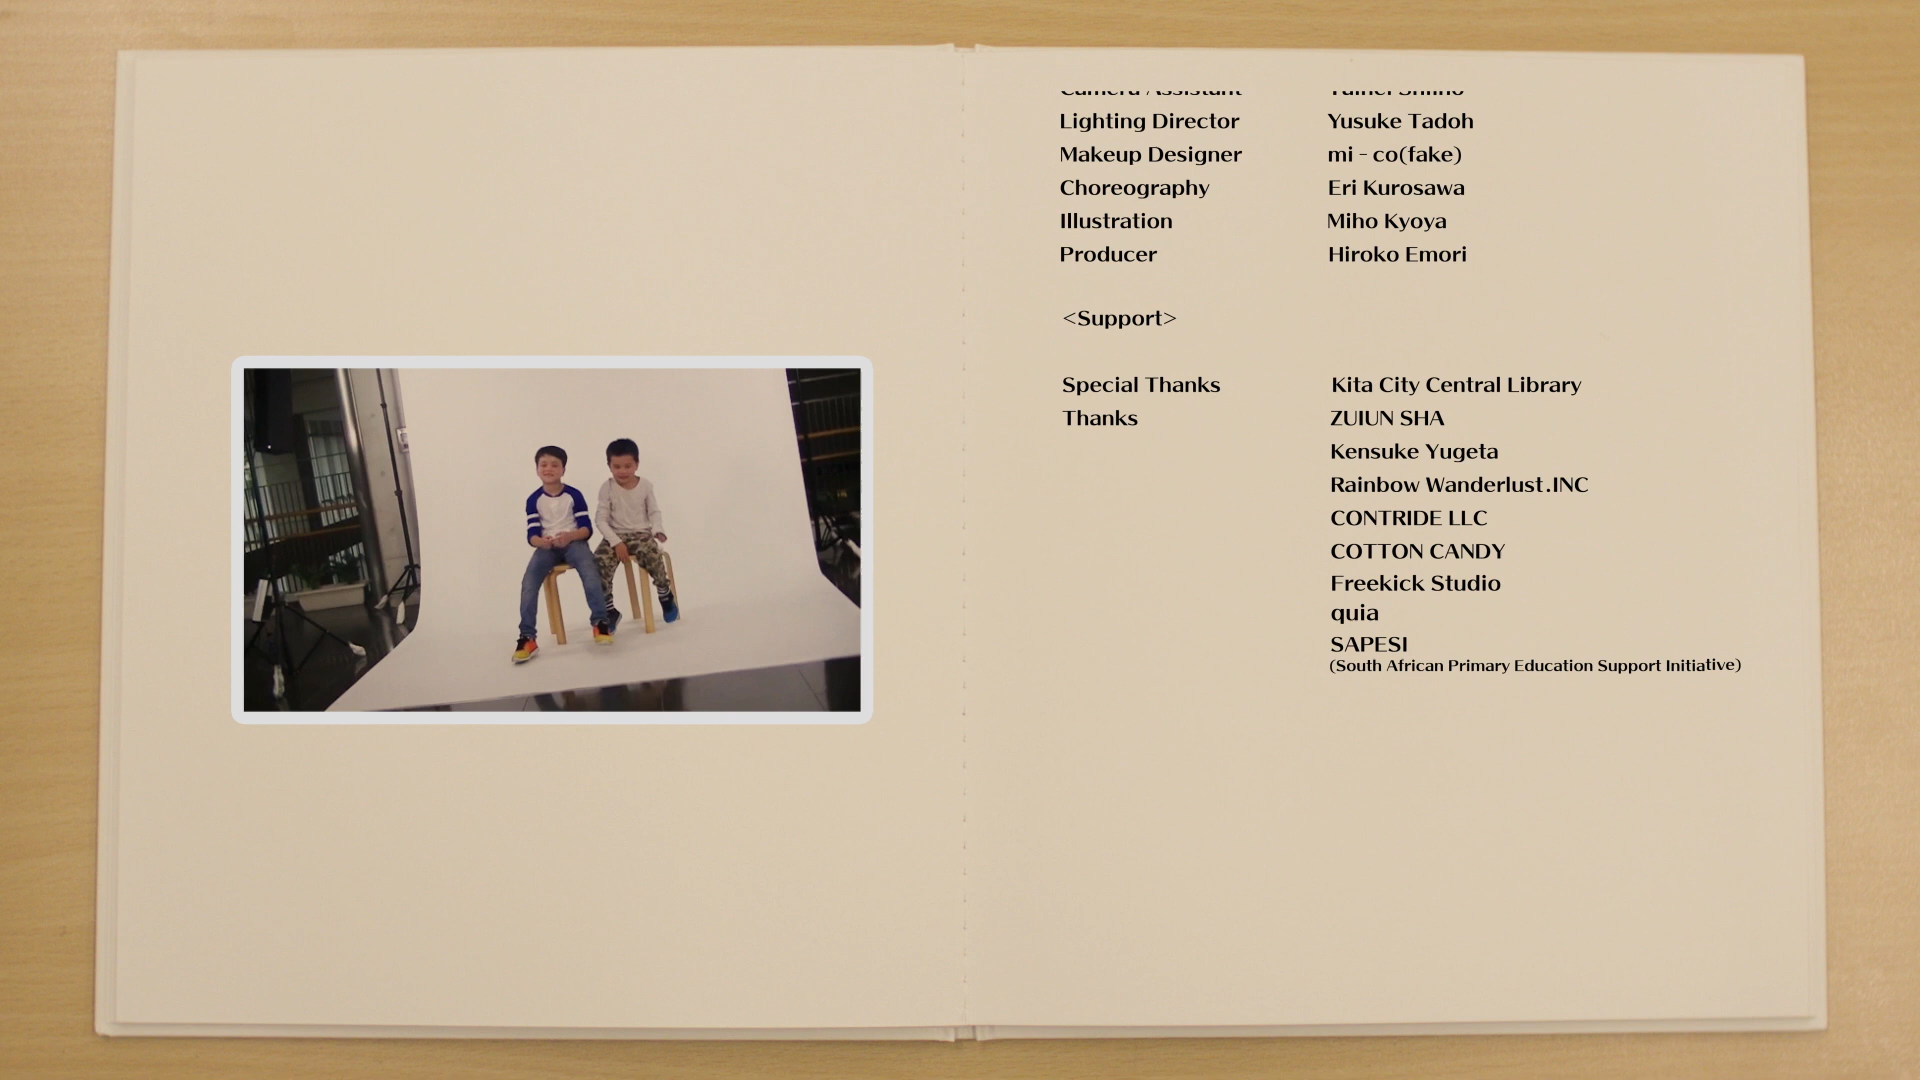 Camera Assistant
Lighting Director Yusuke Tadoh
Makeup Designer mi - co(fake)
Choreography Eri Kurosawa
Illustration Miho Kyoya
Producer Hiroko Emori
<Support>
Special Thanks Kita City Central Library
Thanks ZUIUN SHA
Kensuke Yugeta
Rainbow Wanderlust.INC
CONTRIDE LLC
COTTON CANDY
Freekick Studio
quia
SAPESI
(South African Primary Education Support Initiative)